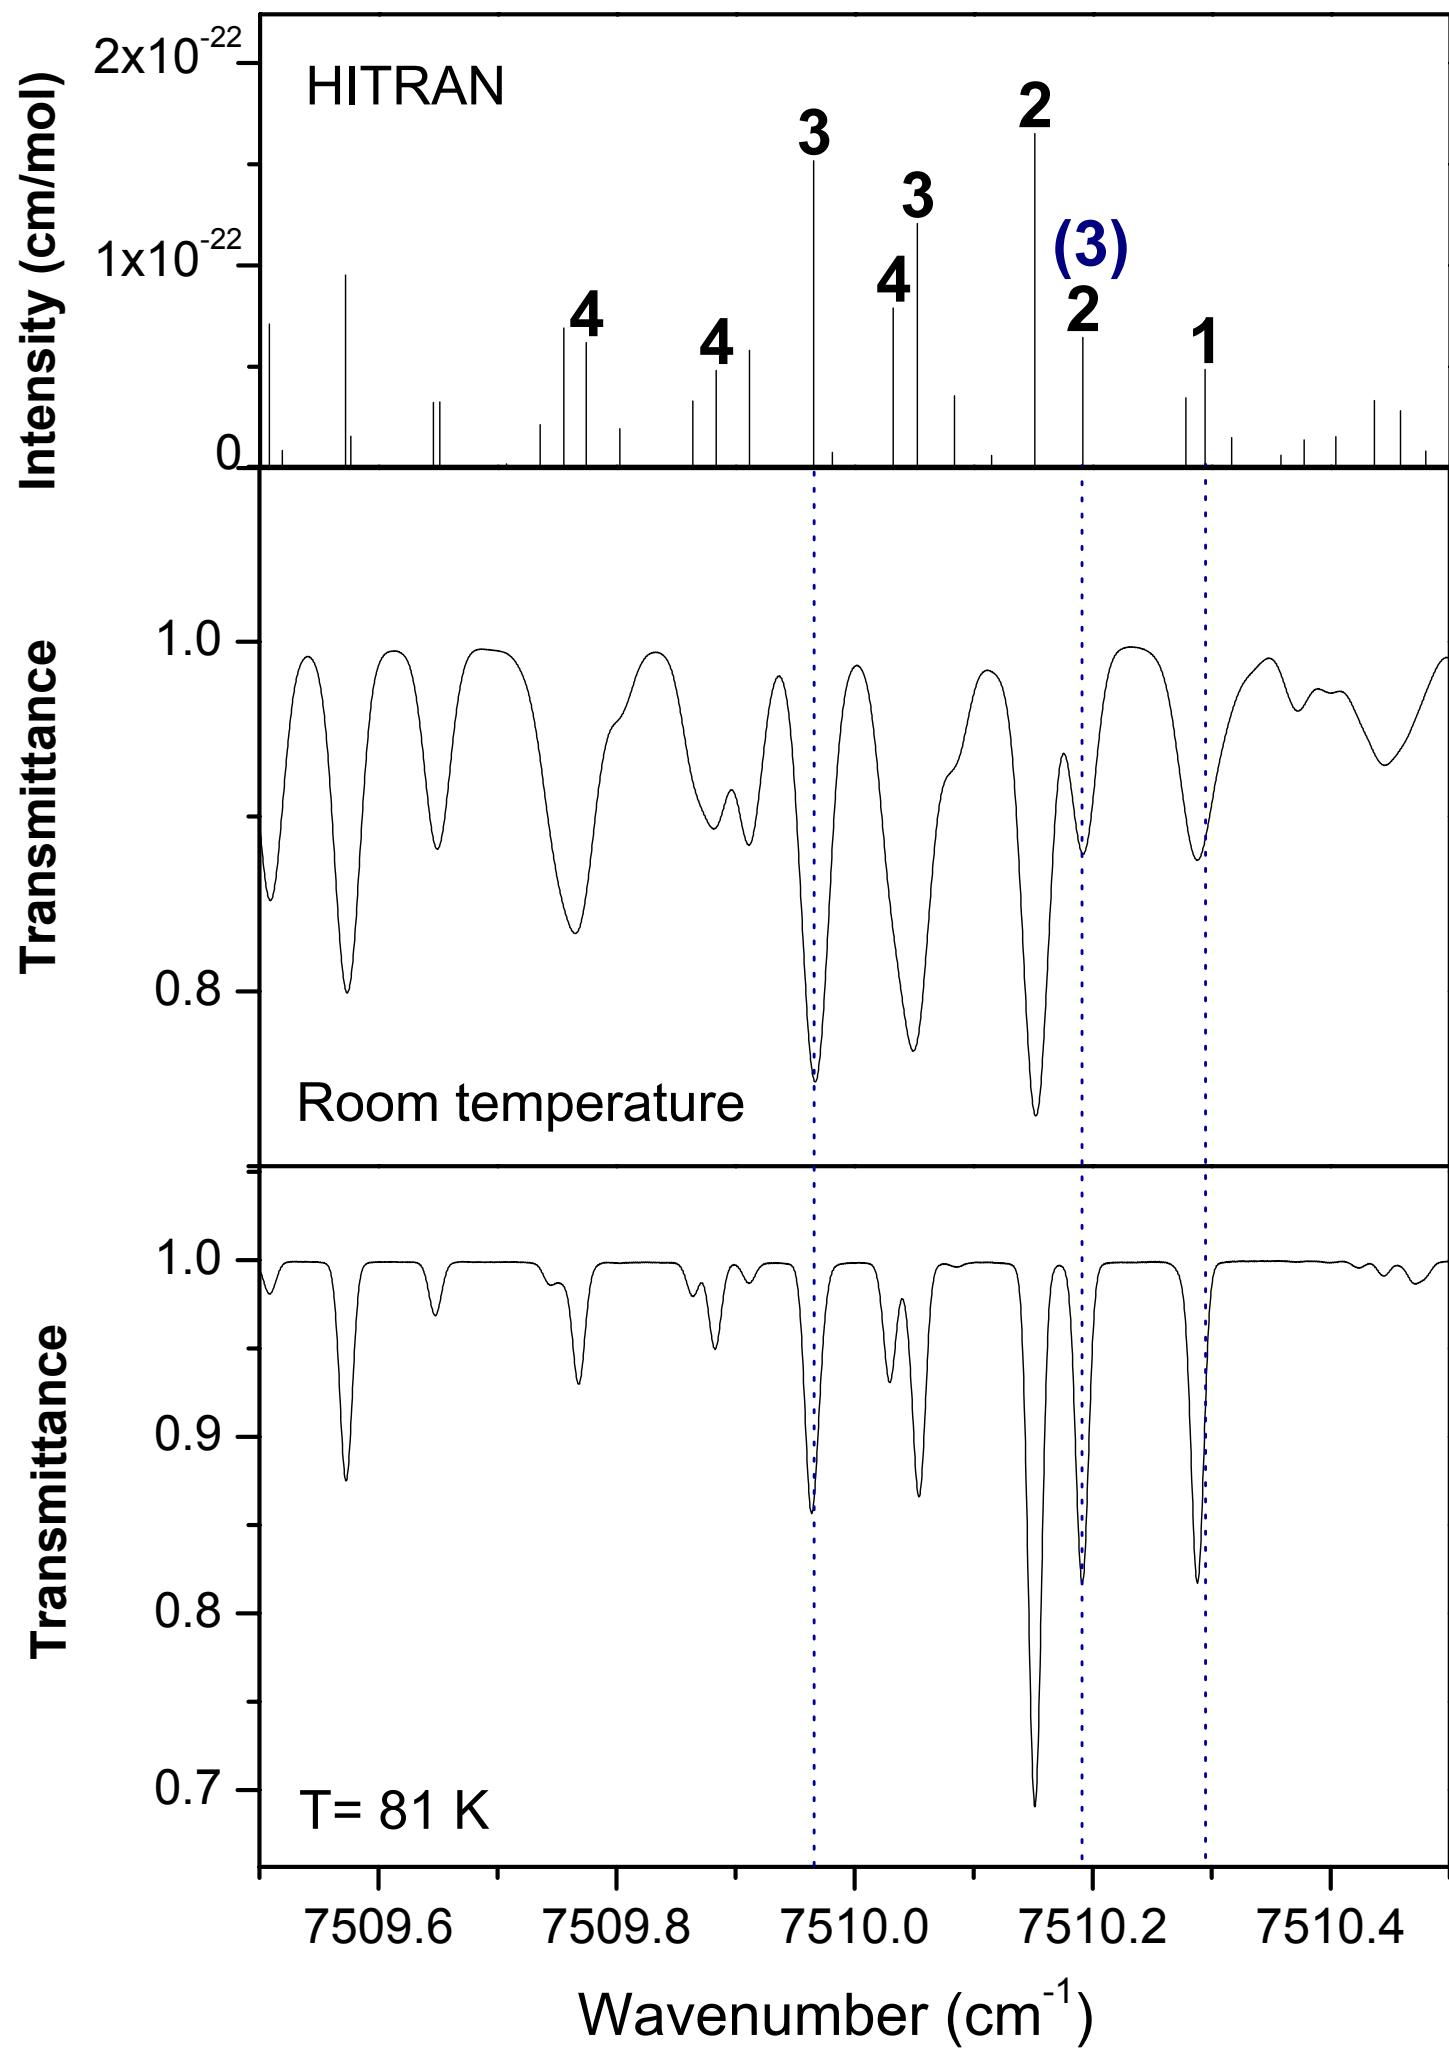 2x10-22
HITRAN
2
3
3
(3)
1x10-22
4
2
4
4
1
0
Intensity (cm/mol)
1.0
0.8
Transmittance
Room temperature
1.0
0.9
0.8
0.7
Transmittance
T= 81 K
7509.6 7509.8 7510.0 7510.2 7510.4
Wavenumber (cm-1)